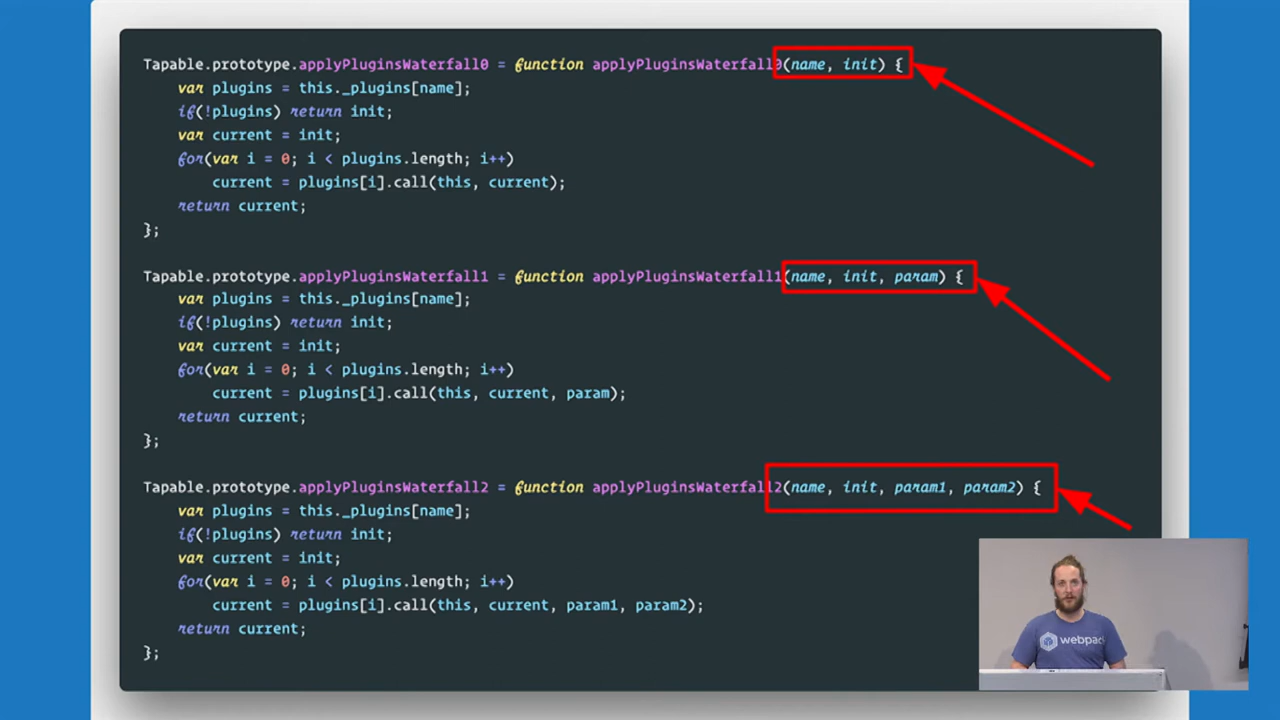 Tapable.prototype.applyPluginsWaterfall0 = function applyPluginsWaterfall0(name, init) {
var plugins = this._plugins[name];
if(!plugins) return init;
var current = init;
for(var i = 0; i < plugins.length; i++)
current = plugins[i].call(this, current);
return current;
};
Tapable.prototype.applyPluginsWaterfall1 = function applyPluginsWaterfall1(name, init, param) {
var plugins = this._plugins[name];
if(!plugins) return init;
var current = init;
for(var i = 0; i < plugins.length; i++)
current = plugins[i].call(this, current, param);
return current;
};
Tapable.prototype.applyPluginsWaterfall2 = function applyPluginsWaterfall2(name, init, param1, param2) {
var plugins = this._plugins[name];
if(!plugins) return init;
var current = init;
for(var i = 0; i < plugins.length; i++)
current = plugins[i].call(this, current, param1, param2);
return current;
};
webpack